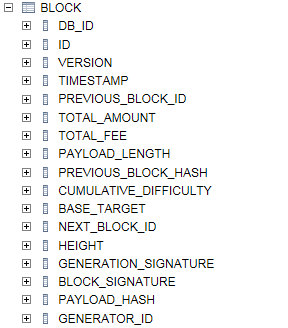 BLOCK
DB_ID
ID
VERSION
TIMESTAMP
PREVIOUS_BLOCK_ID
TOTAL_AMOUNT
TOTAL_FEE
PAYLOAD_LENGTH
PREVIOUS_BLOCK_HASH
CUMULATIVE_DIFFICULTY
BASE_TARGET
NEXT_BLOCK_ID
HEIGHT
GENERATION_SIGNATURE
BLOCK_SIGNATURE
PAYLOAD_HASH
GENERATOR_ID